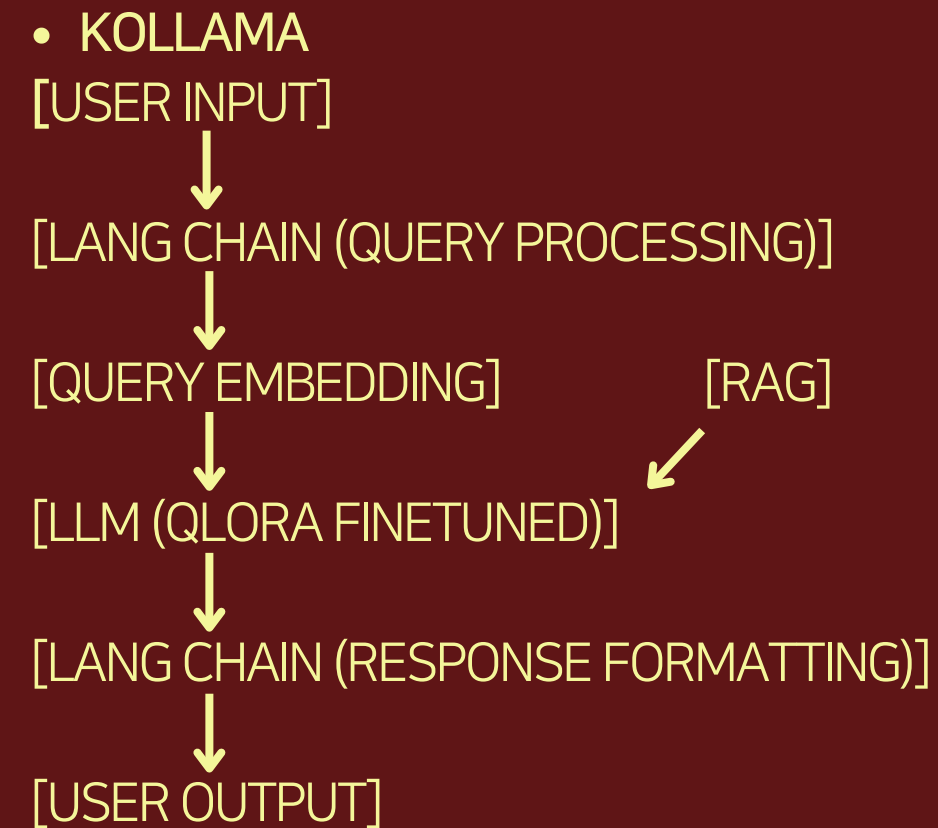 • KOLLAMA
[USER INPUT]
[LANG CHAIN (QUERY PROCESSING)]
[QUERY EMBEDDING] [RAG]
[LLM (QLORA FINETUNED)]
[LANG CHAIN (RESPONSE FORMATTING)]
[USER OUTPUT]